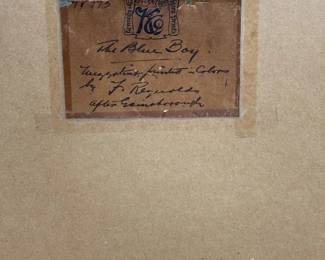 The Blue Boy.
Mezzotint printed in Colors
by F. Reynolds
after Gainsborough